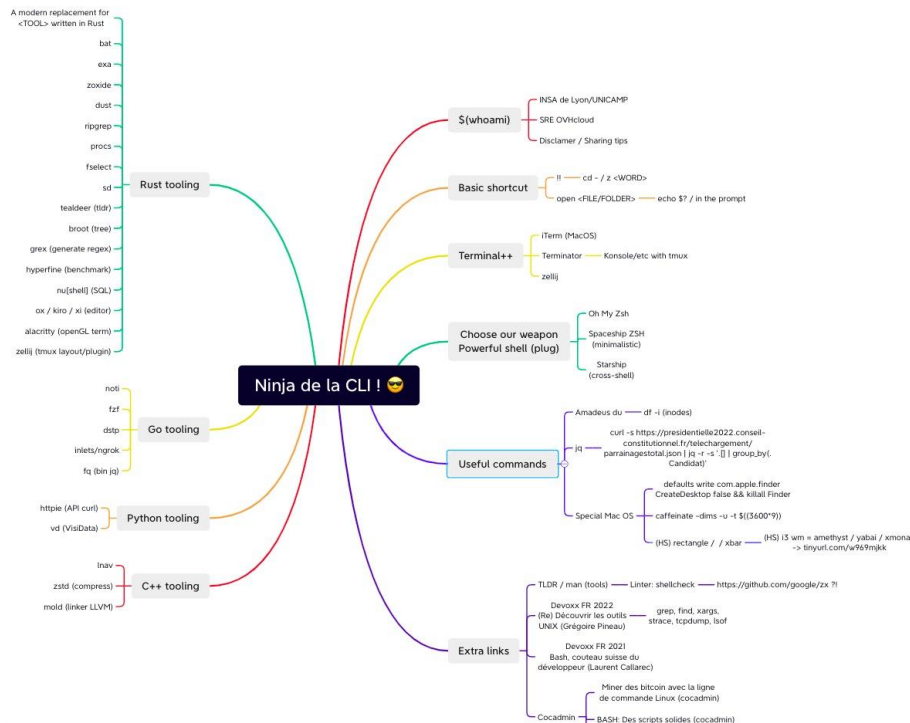 Ninja de la CLI ! 😎
$(whoami)
INSA de Lyon/UNICAMP
SRE OVHcloud
Disclamer / Sharing tips
Basic shortcut
!!
cd - / z <WORD>
open <FILE/FOLDER>
echo $? / in the prompt
Terminal++
iTerm (MacOS)
Terminator
Konsole/etc with tmux
zellij
Choose our weapon
Powerful shell (plug)
Oh My Zsh
Spaceship ZSH
(minimalistic)
Starship
(cross-shell)
Useful commands
Amadeus du
df -i (inodes)
jq
curl -s https://presidentielle2022.conseil-
constitutionnel.fr/telechargement/
parrainagestotal.json | jq -r -s '.[] | group_by(.
Candidat)'
Special Mac OS
defaults write com.apple.finder
CreateDesktop false && killall Finder
caffeinate -dims -u -t $((3600*9))
(HS) rectangle /  / xbar
(HS) i3 wm = amethyst / yabai / xmona
-> tinyurl.com/w969mjkk
Extra links
TLDR / man (tools)
Linter: shellcheck
https://github.com/google/zx ?!
Devoxx FR 2022
(Re) Découvrir les outils
UNIX (Grégoire Pineau)
grep, find, xargs,
strace, tcpdump, lsof
Devoxx FR 2021
Bash, couteau suisse du
développeur (Laurent Callarec)
Cocadmin
Miner des bitcoin avec la ligne
de commande Linux (cocadmin)
BASH: Des scripts solides (cocadmin)
Rust tooling
A modern replacement for
<TOOL> written in Rust
bat
exa
zoxide
dust
ripgrep
procs
fselect
sd
tealdeer (tldr)
broot (tree)
grex (generate regex)
hyperfine (benchmark)
nu[shell] (SQL)
ox / kiro / xi (editor)
alacritty (openGL term)
zellij (tmux layout/plugin)
Go tooling
noti
fzf
dstp
inlets/ngrok
fq (bin jq)
Python tooling
httpie (API curl)
vd (VisiData)
C++ tooling
lnav
zstd (compress)
mold (linker LLVM)